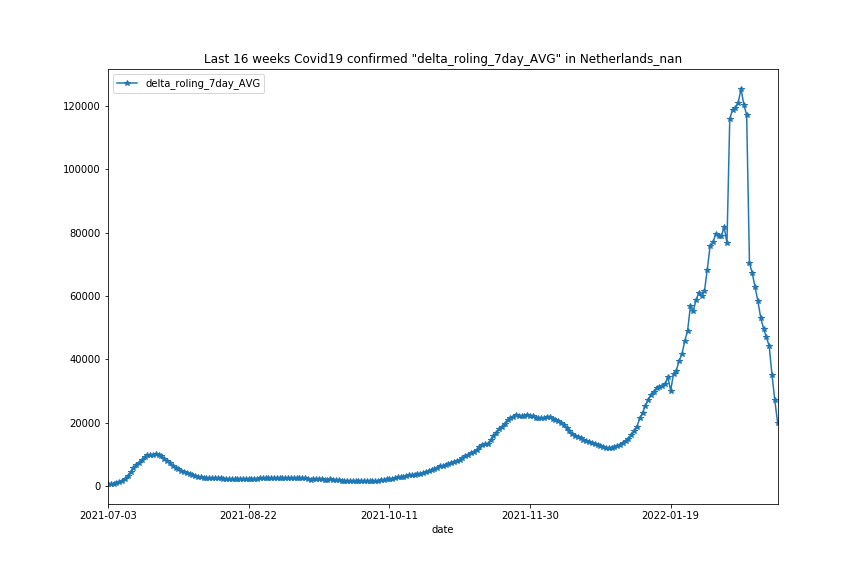 Last 16 weeks Covid19 confirmed "delta_roling_7day_AVG" in Netherlands_nan
delta_roling_7day_AVG
120000
100000
80000
60000
40000
20000
0
2021-07-03 2021-08-22 2021-10-11 2021-11-30 2022-01-19
date